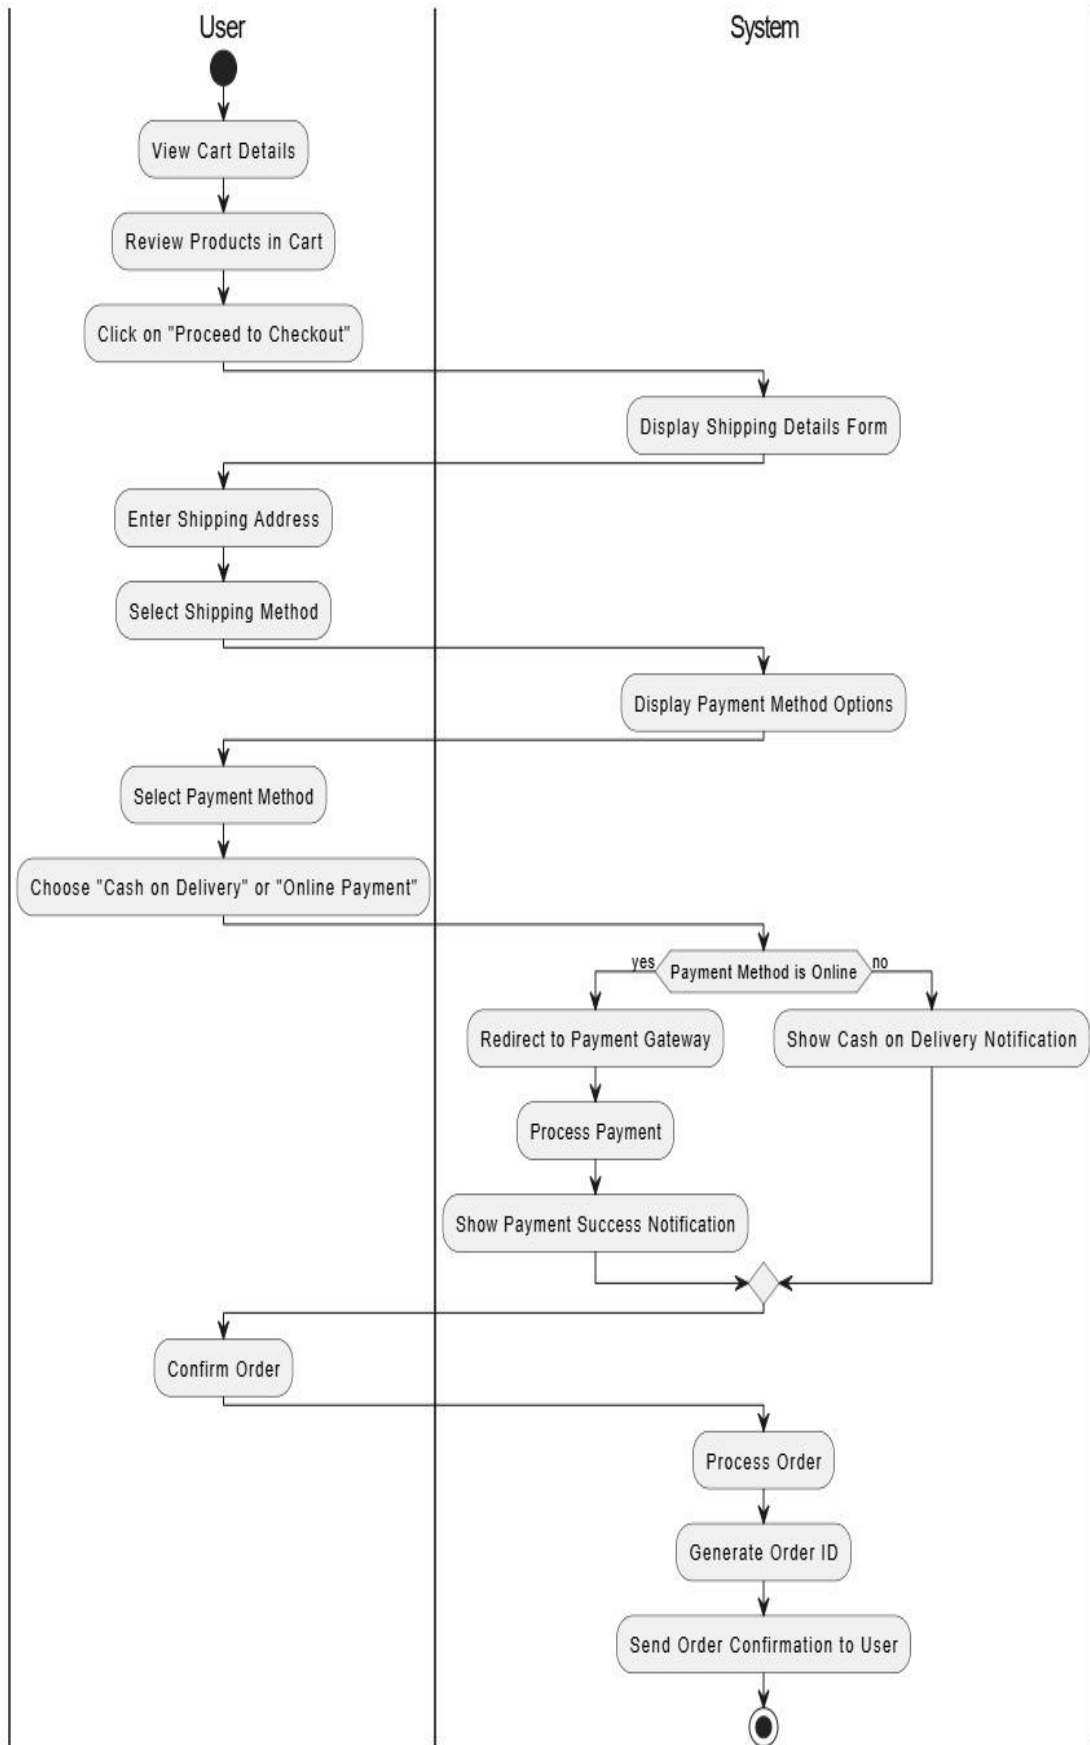 User
System
View Cart Details
Review Products in Cart
Click on "Proceed to Checkout"
Display Shipping Details Form
Enter Shipping Address
Select Shipping Method
Display Payment Method Options
Select Payment Method
Choose "Cash on Delivery" or "Online Payment"
yes
Payment Method is Online
no
Redirect to Payment Gateway
Show Cash on Delivery Notification
Process Payment
Show Payment Success Notification
Confirm Order
Process Order
Generate Order ID
Send Order Confirmation to User